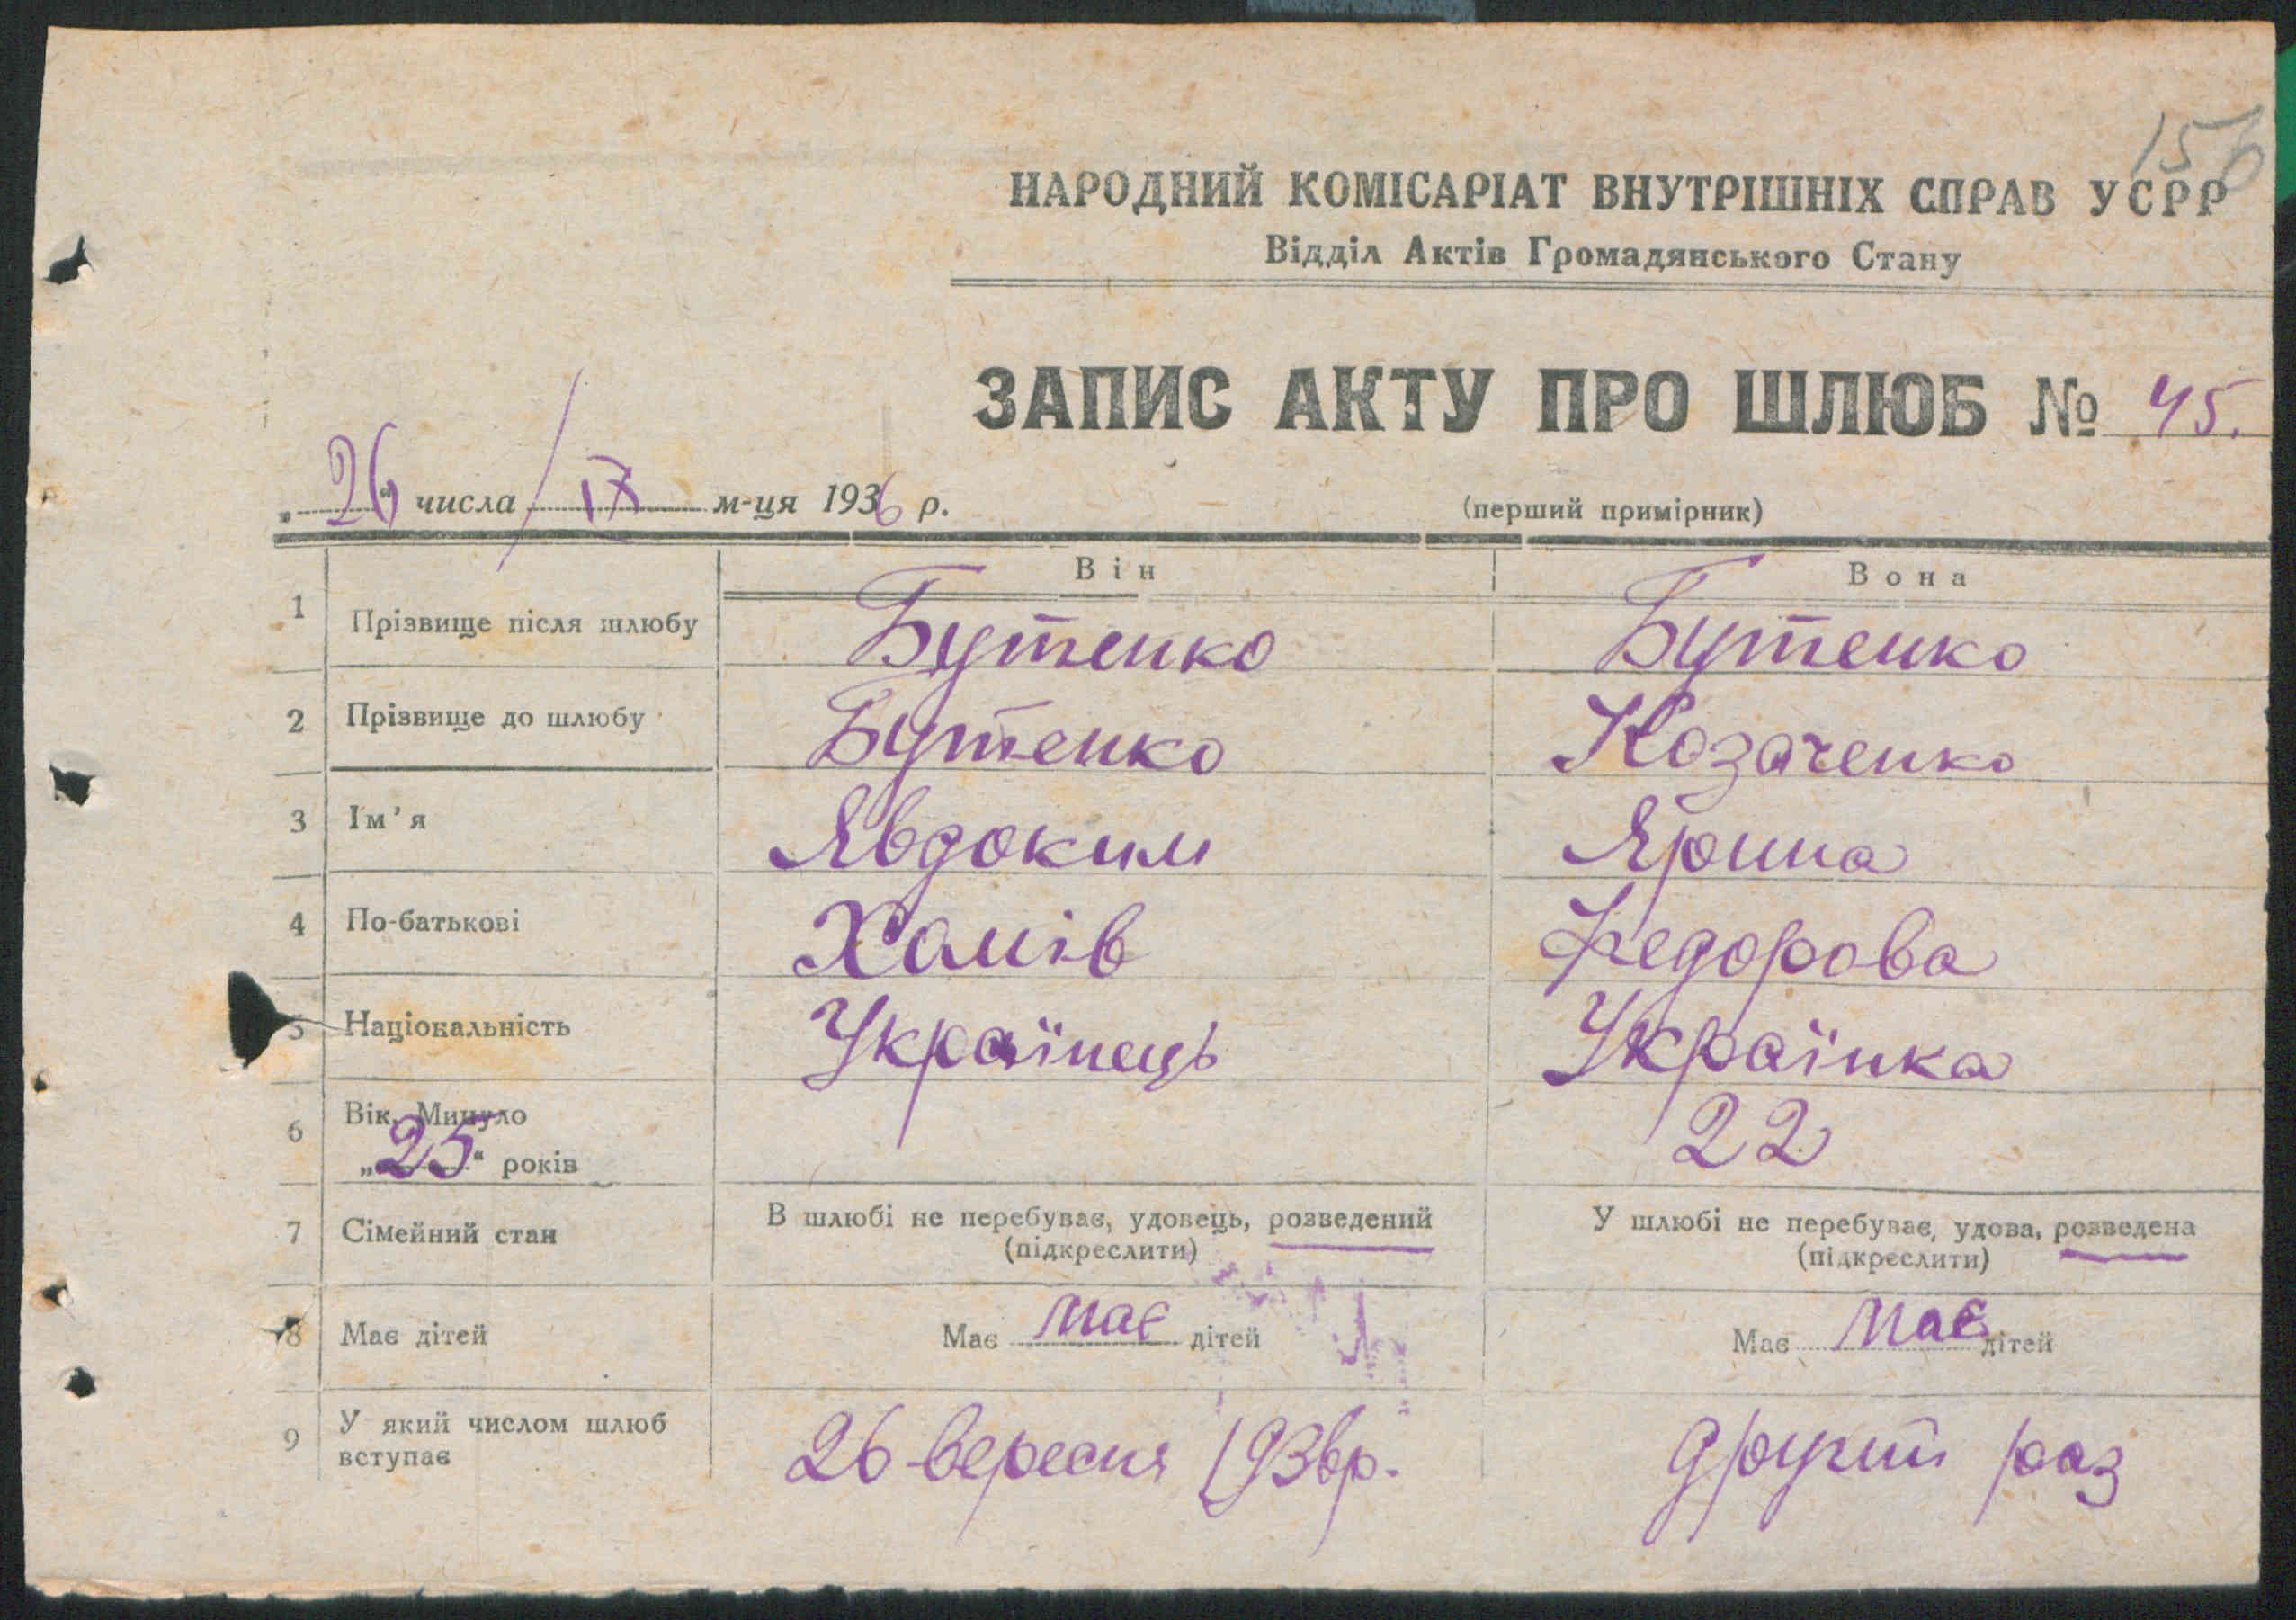 156
НАРОДНИЙ КОМІСАРІАТ ВНУТРІШНІХ СПРАВ УСРР
Відділ Актів Громадянського Стану
ЗАПИС АКТУ ПРО ШЛЮБ № 45.
„26“ числа / IX м-ця 1936 р.
(перший примірник)
Він Вона
1 Прізвище після шлюбу Бутенко Бутенко
2 Прізвище до шлюбу Бутенко Козаченко
3 Ім'я Явдоким Ярина
4 По-батькові Хомів Федорова
5 Національність Українець Українка
6 Вік. Минуло
„25“ років 22
7 Сімейний стан В шлюбі не перебуває, удовець, розведений У шлюбі не перебуває, удова, розведена
(підкреслити) (підкреслити)
8 Має дітей Має має дітей Має має дітей
9 У який числом шлюб
вступає 26 вересня 1936р. другий раз